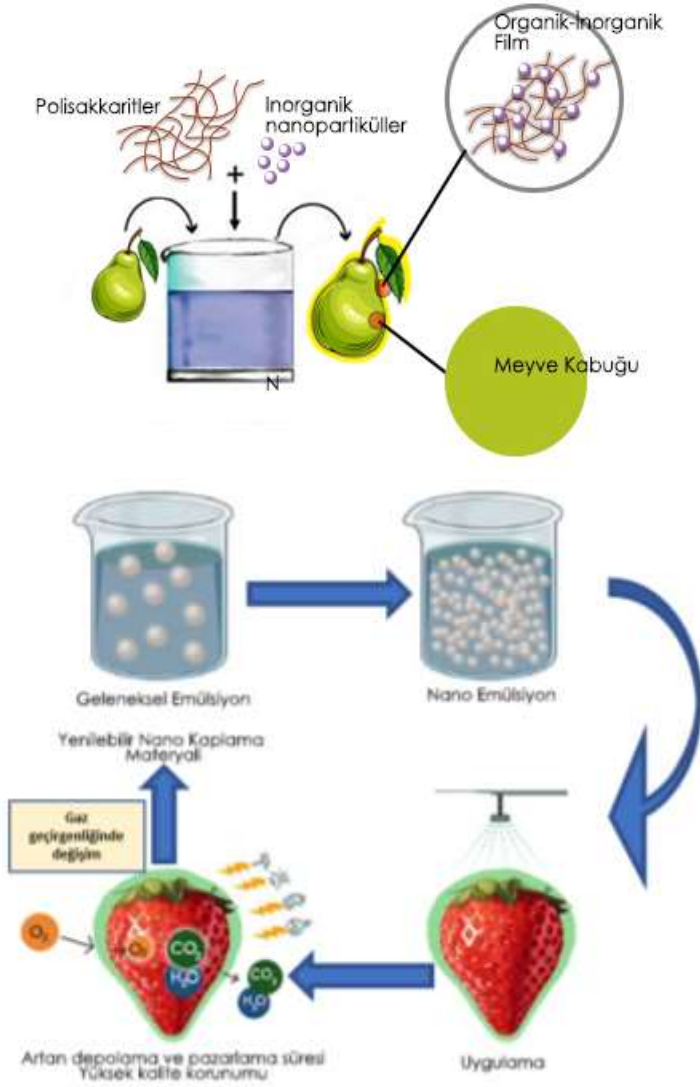 Organik-İnorganik
Film
Polisakkaritler
İnorganik
nanopartiküller
+
N
Meyve Kabuğu
Geleneksel Emülsiyon
Nano Emülsiyon
Yenilebilir Nano Kaplama
Materyali
Gaz
geçirgenliğinde
değişim
O₂
O₂
CO₂
H₂O
CO₂
H₂O
Artan depolama ve pazarlama süresi
Yüksek kalite korunumu
Uygulama